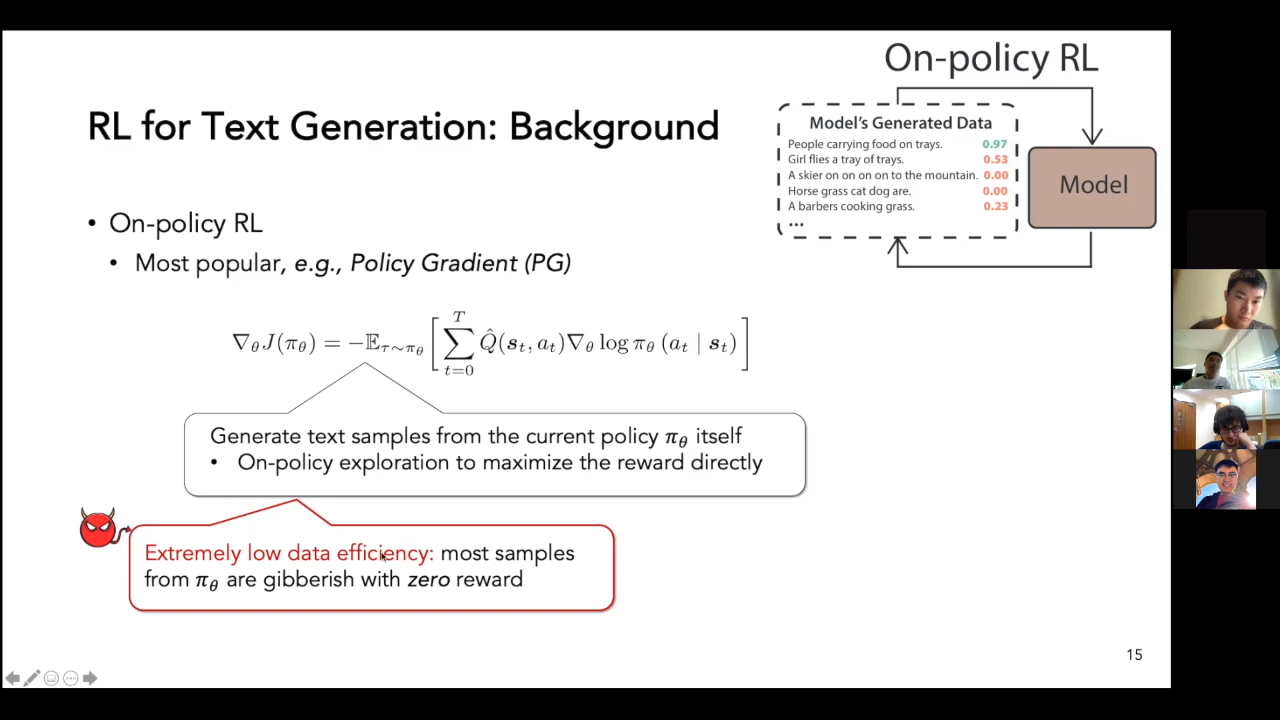 On-policy RL
RL for Text Generation: Background
Model's Generated Data
People carrying food on trays. 0.97
Girl flies a tray of trays. 0.53
A skier on on on on to the mountain. 0.00
Horse grass cat dog are. 0.00
A barbers cooking grass. 0.23
...
Model
• On-policy RL
• Most popular, e.g., Policy Gradient (PG)
∇θJ(πθ) = −𝔼τ∼πθ [∑t=0T Q̂(st, at)∇θ log πθ (at | st)]
Generate text samples from the current policy πθ itself
• On-policy exploration to maximize the reward directly
Extremely low data efficiency: most samples
from πθ are gibberish with zero reward
15